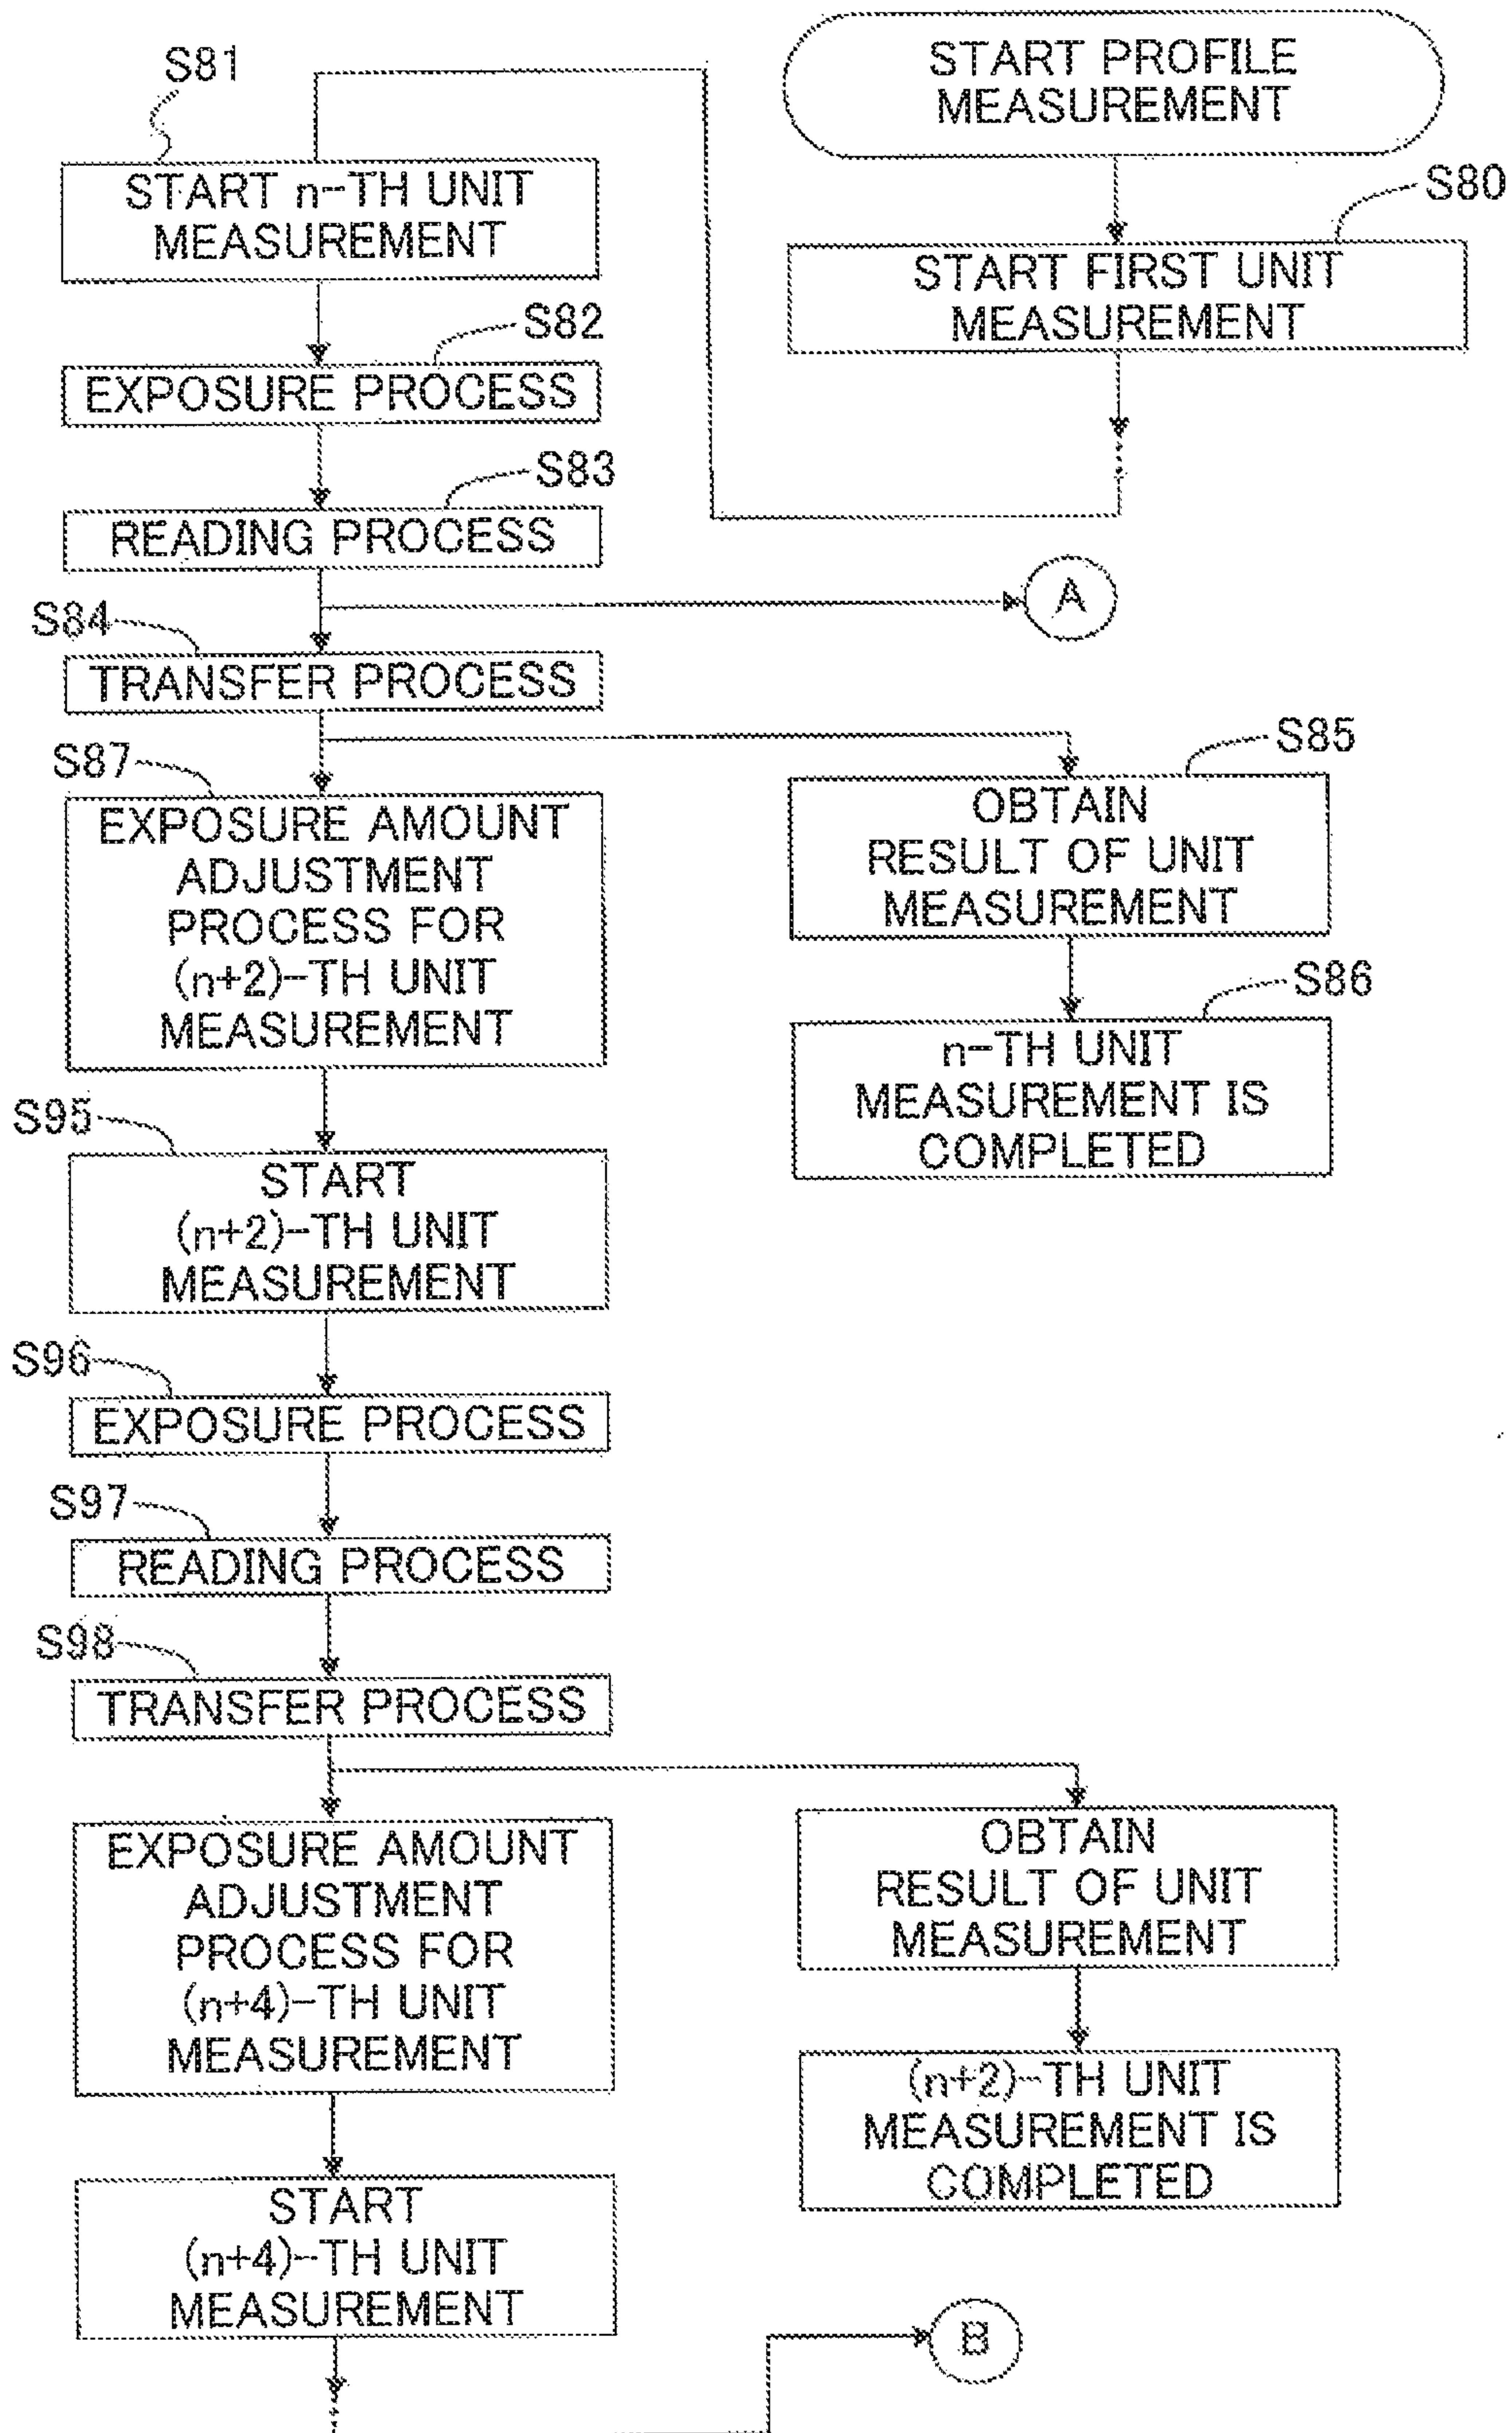 START PROFILE
MEASUREMENT
S80
START FIRST UNIT
MEASUREMENT
S81
START n-TH UNIT
MEASUREMENT
S82
EXPOSURE PROCESS
S83
READING PROCESS
A
S84
TRANSFER PROCESS
S85
OBTAIN
RESULT OF UNIT
MEASUREMENT
S86
n-TH UNIT
MEASUREMENT IS
COMPLETED
S87
EXPOSURE AMOUNT
ADJUSTMENT
PROCESS FOR
(n+2)-TH UNIT
MEASUREMENT
S95
START
(n+2)-TH UNIT
MEASUREMENT
S96
EXPOSURE PROCESS
S97
READING PROCESS
S98
TRANSFER PROCESS
OBTAIN
RESULT OF UNIT
MEASUREMENT
(n+2)-TH UNIT
MEASUREMENT IS
COMPLETED
EXPOSURE AMOUNT
ADJUSTMENT
PROCESS FOR
(n+4)-TH UNIT
MEASUREMENT
START
(n+4)-TH UNIT
MEASUREMENT
B